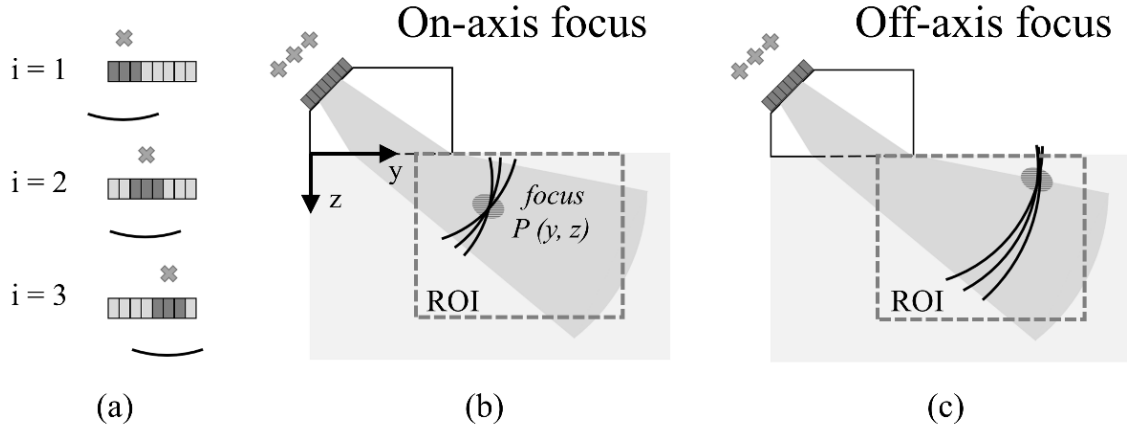 On-axis focus
Off-axis focus
i = 1
i = 2
i = 3
y
z
focus
P (y, z)
ROI
ROI
(a)
(b)
(c)